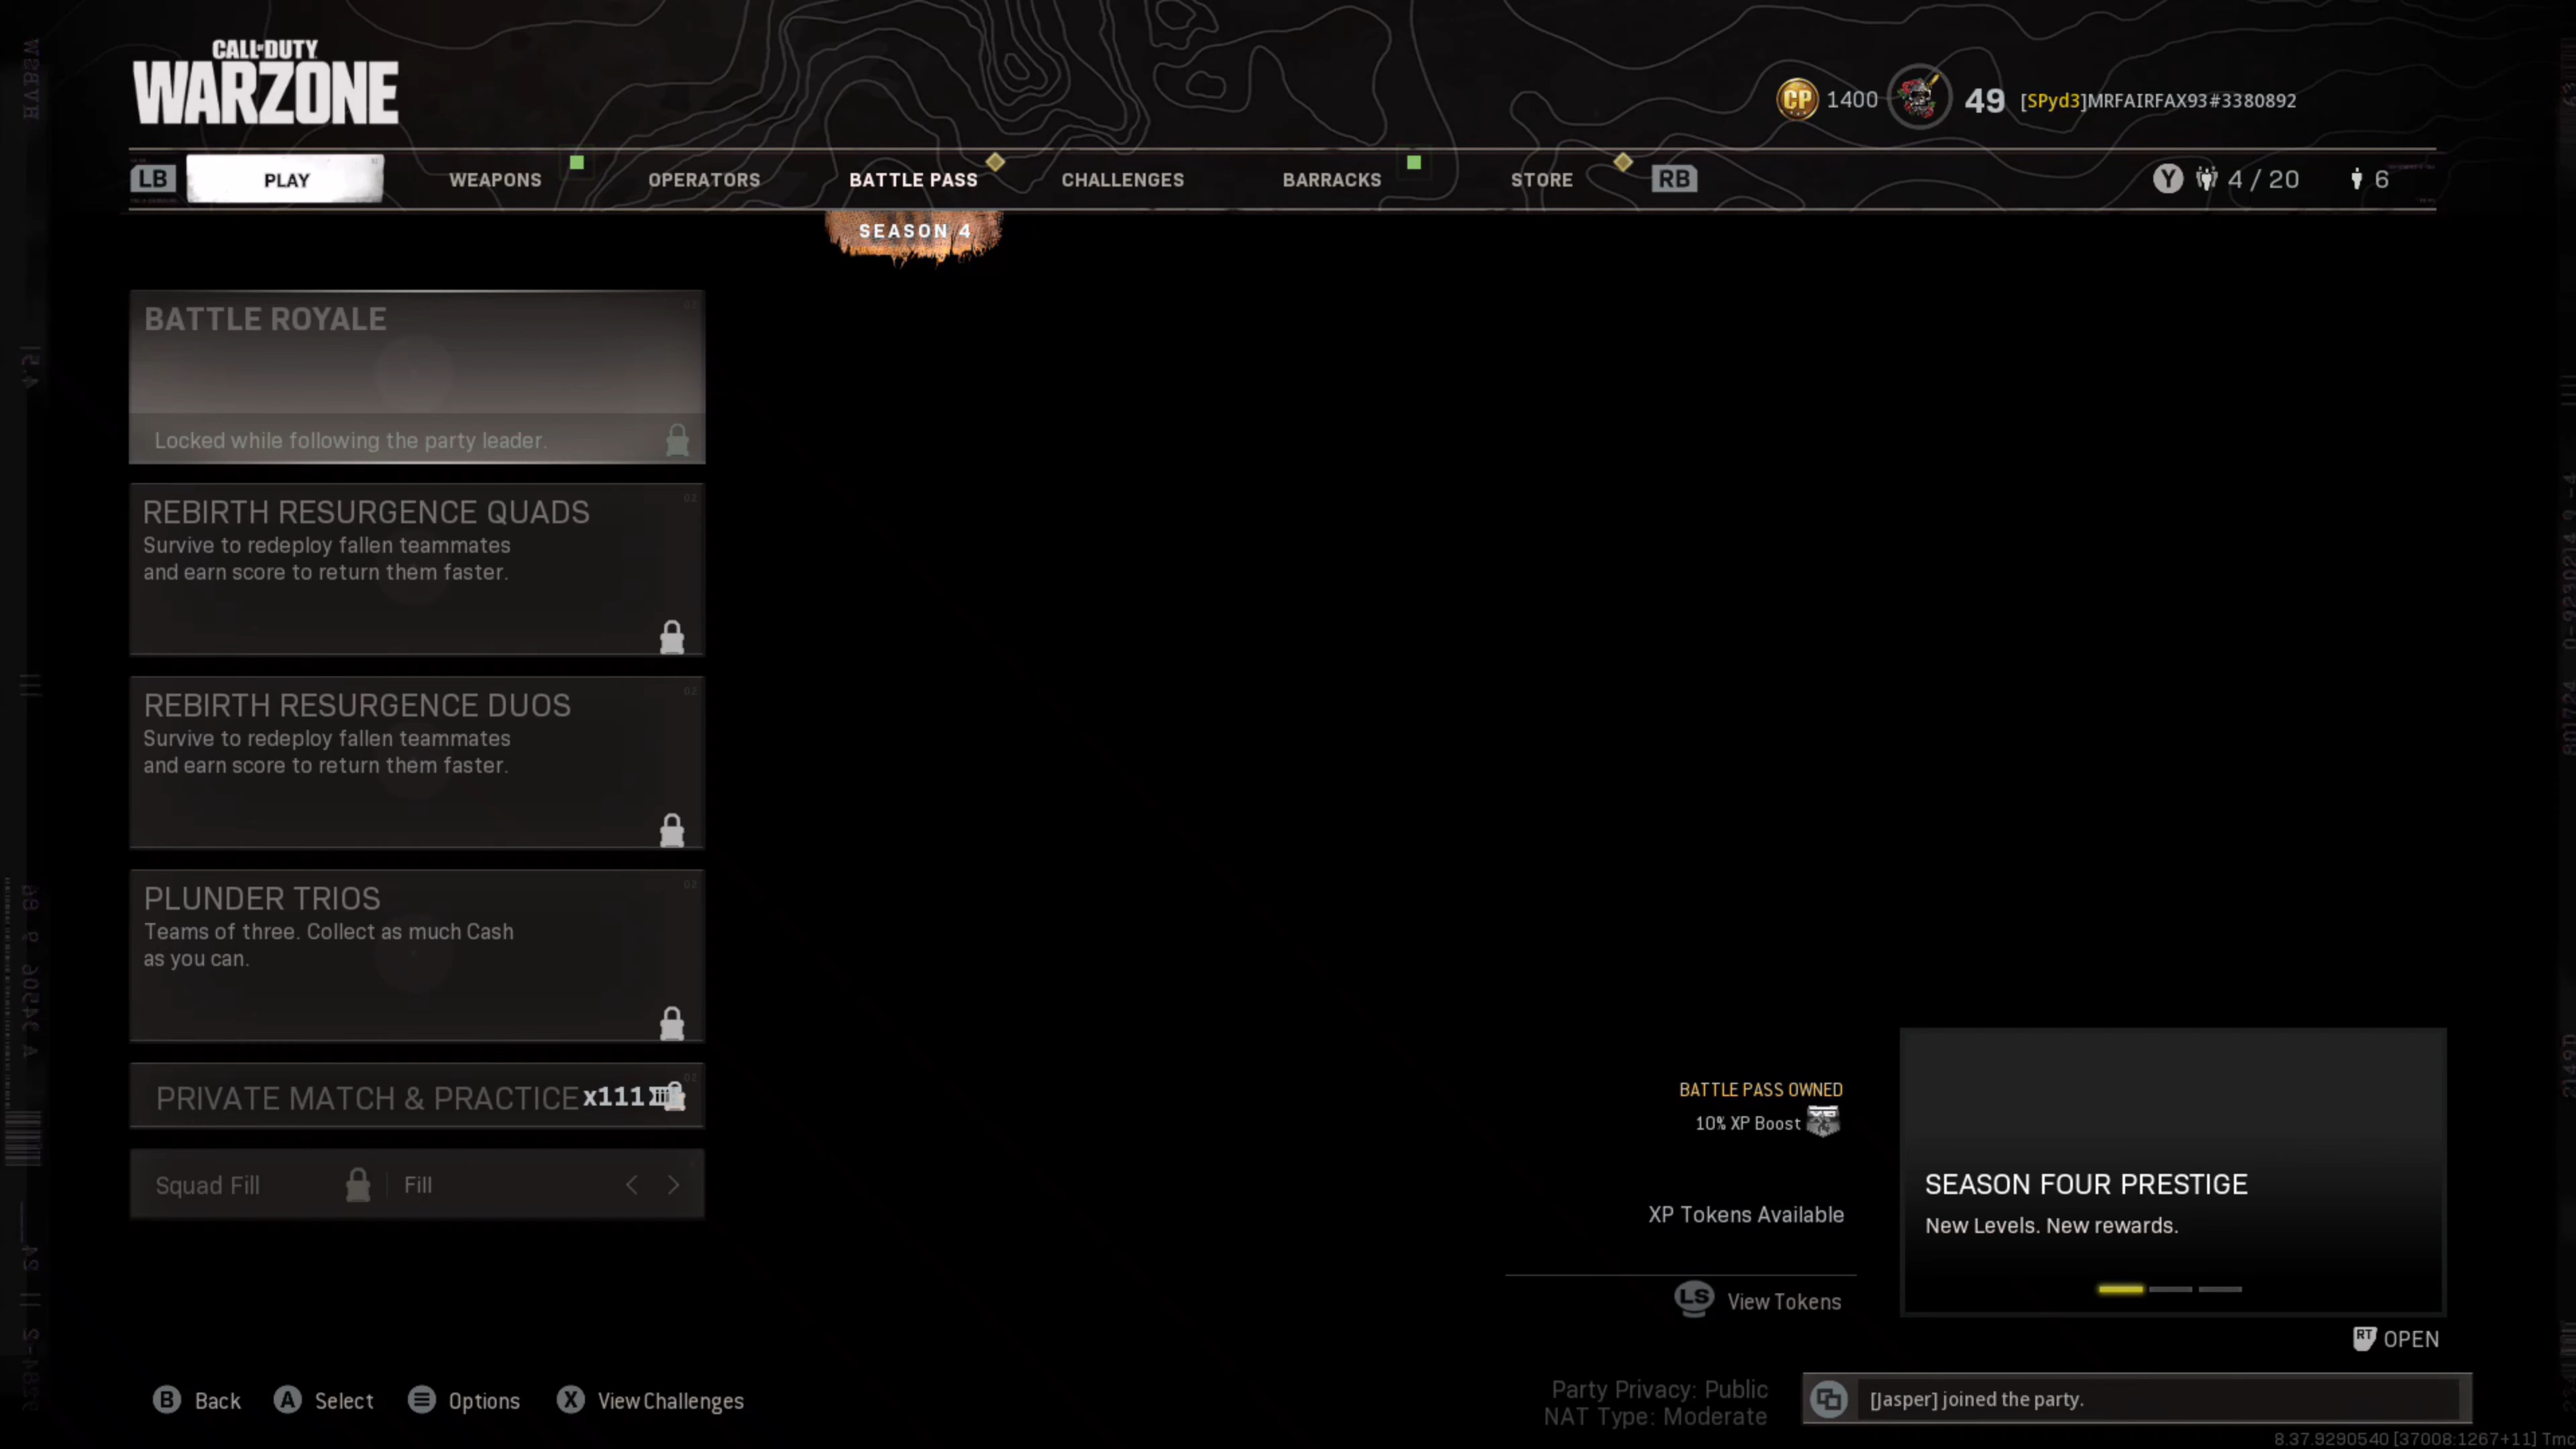 CALL OF DUTY
WARZONE
CP 1400 49 [SPyd3]MRFAIRFAX93#3380892
LB PLAY WEAPONS OPERATORS BATTLE PASS CHALLENGES BARRACKS STORE RB Y 4 / 20 6
SEASON 4
BATTLE ROYALE
Locked while following the party leader.
REBIRTH RESURGENCE QUADS
Survive to redeploy fallen teammates
and earn score to return them faster.
REBIRTH RESURGENCE DUOS
Survive to redeploy fallen teammates
and earn score to return them faster.
PLUNDER TRIOS
Teams of three. Collect as much Cash
as you can.
PRIVATE MATCH & PRACTICE x111
Squad Fill Fill
BATTLE PASS OWNED
10% XP Boost
XP Tokens Available
LS View Tokens
SEASON FOUR PRESTIGE
New Levels. New rewards.
RT OPEN
B Back A Select Options X View Challenges
Party Privacy: Public
NAT Type: Moderate
[Jasper] joined the party.
8.37.9290540 [37008:1267+11] Tmc